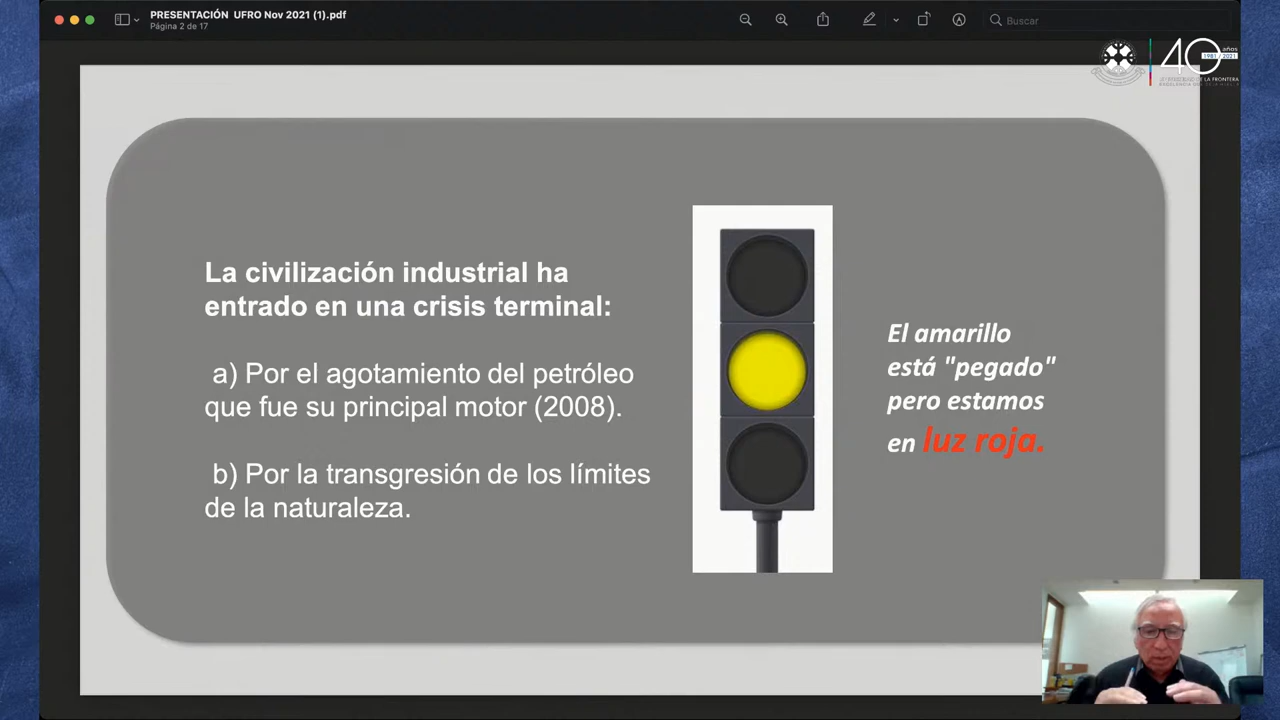 PRESENTACIÓN UFRO Nov 2021 (1).pdf
Página 2 de 17
Buscar
40 años
1981 / 2021
La civilización industrial ha
entrado en una crisis terminal:
a) Por el agotamiento del petróleo
que fue su principal motor (2008).
b) Por la transgresión de los límites
de la naturaleza.
El amarillo
está "pegado"
pero estamos
en luz roja.